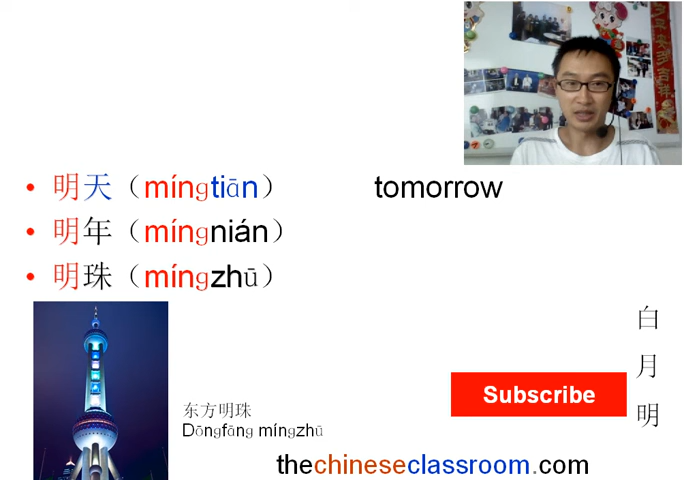 • 明天（míngtiān） tomorrow
• 明年（míngnián）
• 明珠（míngzhū）
白
月
明
Subscribe
东方明珠
Dōngfāng míngzhū
thechineseclassroom.com